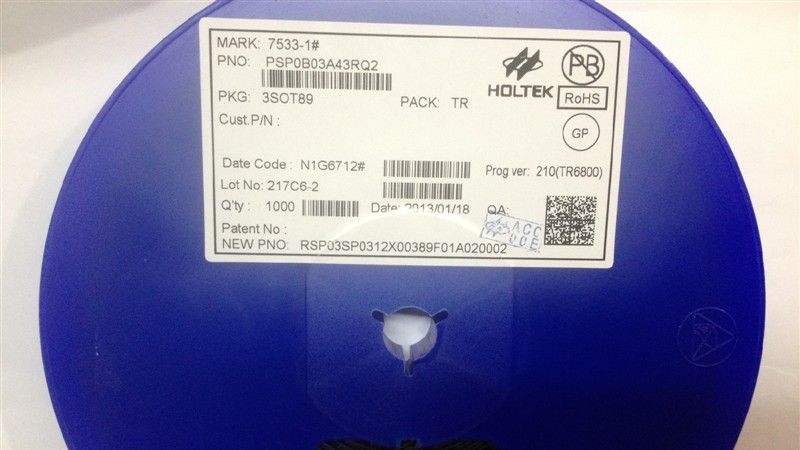 MARK: 7533-1#
PNO: PSP0B03A43RQ2
PKG: 3SOT89 PACK: TR
Cust.P/N :
HOLTEK
PB
RoHS
GP
Date Code : N1G6712#
Prog ver: 210(TR6800)
Lot No: 217C6-2
Q'ty : 1000 Date: 2013/01/18 QA:
ACC
Patent No :
NEW PNO: RSP03SP0312X00389F01A020002